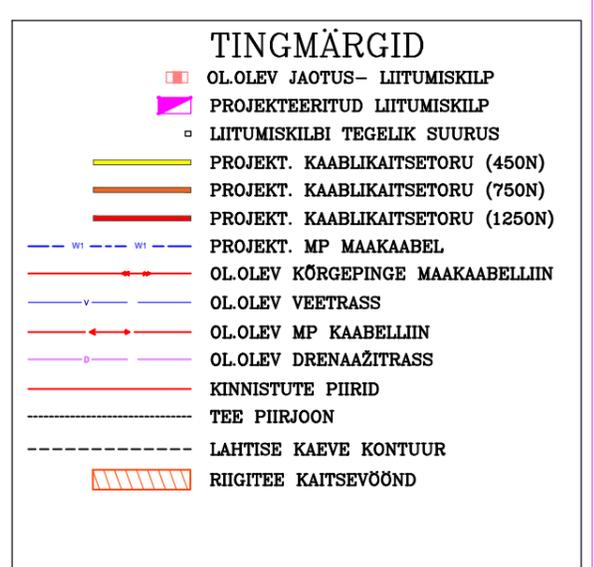 TINGMÄRGID
OL.OLEV JAOTUS- LIITUMISKILP
PROJEKTEERITUD LIITUMISKILP
LIITUMISKILBI TEGELIK SUURUS
PROJEKT. KAABLIKAITSETORU (450N)
PROJEKT. KAABLIKAITSETORU (750N)
PROJEKT. KAABLIKAITSETORU (1250N)
W1 W1 PROJEKT. MP MAAKAABEL
OL.OLEV KÕRGEPINGE MAAKAABELLIIN
V OL.OLEV VEETRASS
OL.OLEV MP KAABELLIIN
D OL.OLEV DRENAAŽITRASS
KINNISTUTE PIIRID
TEE PIIRJOON
LAHTISE KAEVE KONTUUR
RIIGITEE KAITSEVÖÖND